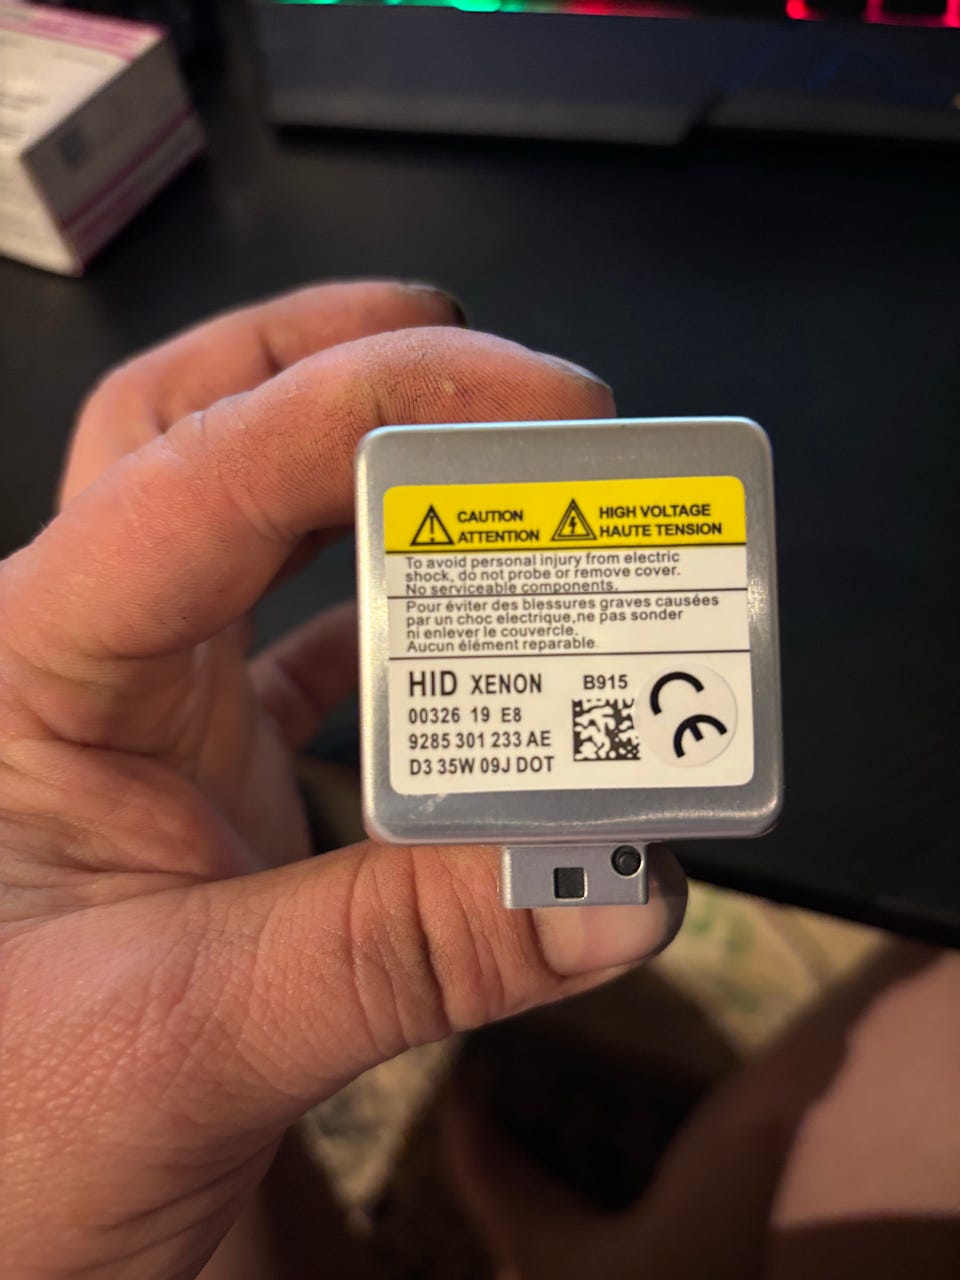 CAUTION
ATTENTION
HIGH VOLTAGE
HAUTE TENSION
To avoid personal injury from electric
shock, do not probe or remove cover.
No serviceable components.
Pour éviter des blessures graves causées
par un choc electrique,ne pas sonder
ni enlever le couvercle.
Aucun élément reparable.
HID XENON B915
00326 19 E8
9285 301 233 AE
D3 35W 09J DOT
CE